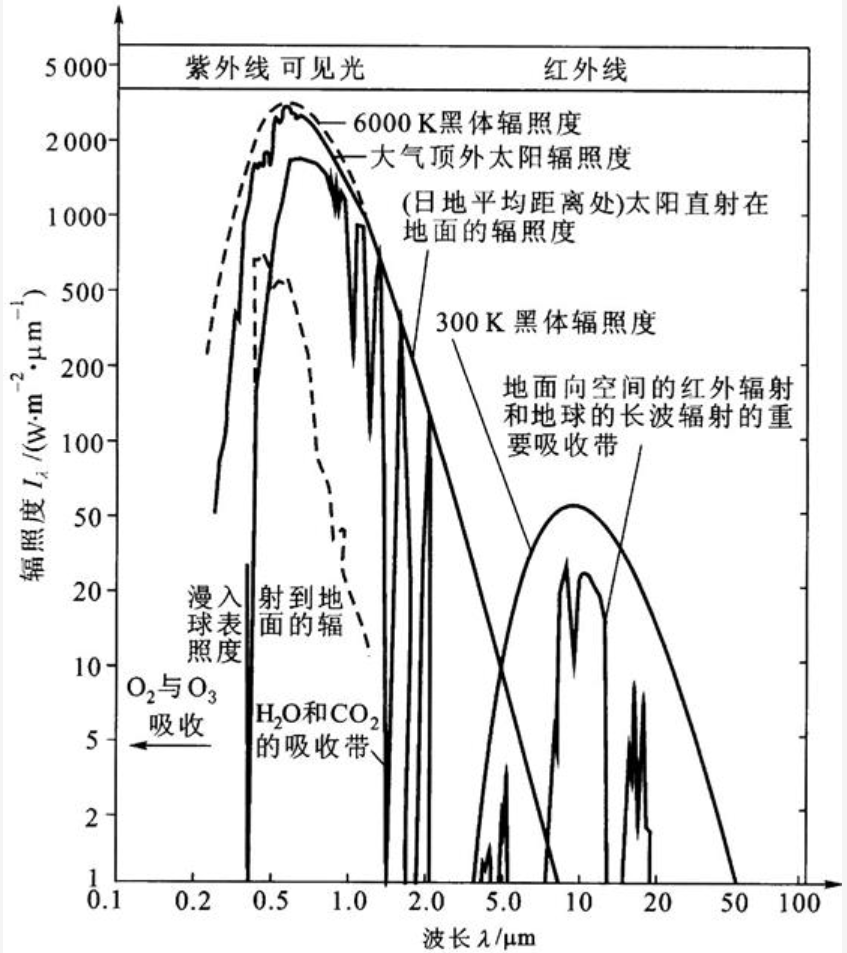 紫外线 可见光 红外线
5 000
2 000
1 000
500
200
100
50
20
10
5
2
1
辐照度 I_λ/(W·m⁻²·μm⁻¹)
6000 K黑体辐照度
大气顶外太阳辐照度
(日地平均距离处)太阳直射在
地面的辐照度
300 K 黑体辐照度
地面向空间的红外辐射
和地球的长波辐射的重
要吸收带
漫入 射到地
球表 面的辐
照度
O₂与O₃
吸收
H₂O和CO₂
的吸收带
0.1 0.2 0.5 1.0 2.0 5.0 10 20 50 100
波长 λ/μm